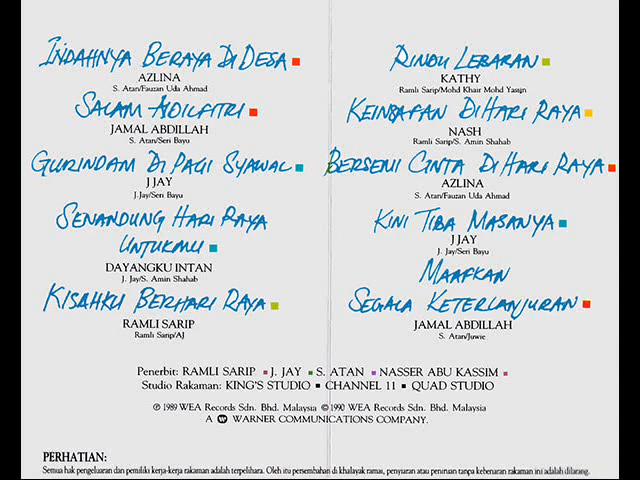 INDAHNYA BERAYA DI DESA
AZLINA
S. Atan/Fauzan Uda Ahmad
SALAM AIDILFITRI
JAMAL ABDILLAH
S. Atan/Seri Bayu
GURINDAM DI PAGI SYAWAL
J JAY
J.Jay/Seri Bayu
SENANDUNG HARI RAYA
UNTUKMU
DAYANGKU INTAN
J. Jay/S. Amin Shahab
KISAHKU BERHARI RAYA
RAMLI SARIP
Ramli Sarip/AJ
RINDU LEBARAN
KATHY
Ramli Sarip/Mohd Khair Mohd Yassin
KEINSAFAN DI HARI RAYA
NASH
Ramli Sarip/S. Amin Shahab
BERSEMI CINTA DI HARI RAYA
AZLINA
S. Atan/Fauzan Uda Ahmad
KINI TIBA MASANYA
J JAY
J. Jay/Seri Bayu
MAAFKAN
SEGALA KETERLANJURAN
JAMAL ABDILLAH
S. Atan/Juwie
Penerbit: RAMLI SARIP ▪ J. JAY ▪ S. ATAN ▪ NASSER ABU KASSIM ▪
Studio Rakaman: KING'S STUDIO ▪ CHANNEL 11 ▪ QUAD STUDIO
℗ 1989 WEA Records Sdn. Bhd. Malaysia © 1990 WEA Records Sdn. Bhd. Malaysia
A WARNER COMMUNICATIONS COMPANY.
PERHATIAN:
Semua hak pengeluaran dan pemilik kerja-kerja rakaman adalah terpelihara. Oleh itu persembahan di khalayak ramai, penyiaran atau peniruan tanpa kebenaran rakaman ini adalah dilarang.